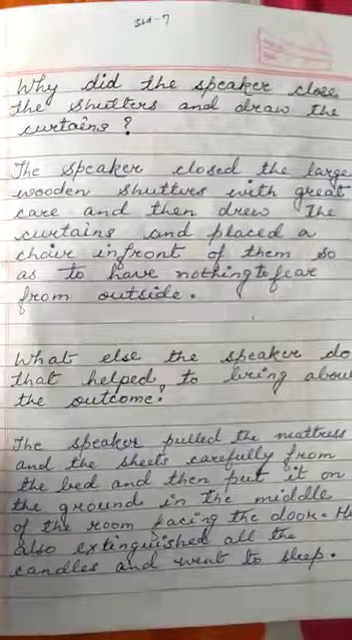 Std-7
Why did the speaker close
the shutters and draw the
curtains?
The speaker closed the large
wooden shutters with great
care and then drew the
curtains and placed a
chair infront of them so
as to have nothing to fear
from outside.
What else the speaker do
that helped to bring abou
the outcome?
The speaker pulled the mattress
and the sheets carefully from
the bed and then put it on
the ground in the middle
of the room facing the door. H
also extinguished all the
candles and went to sleep.